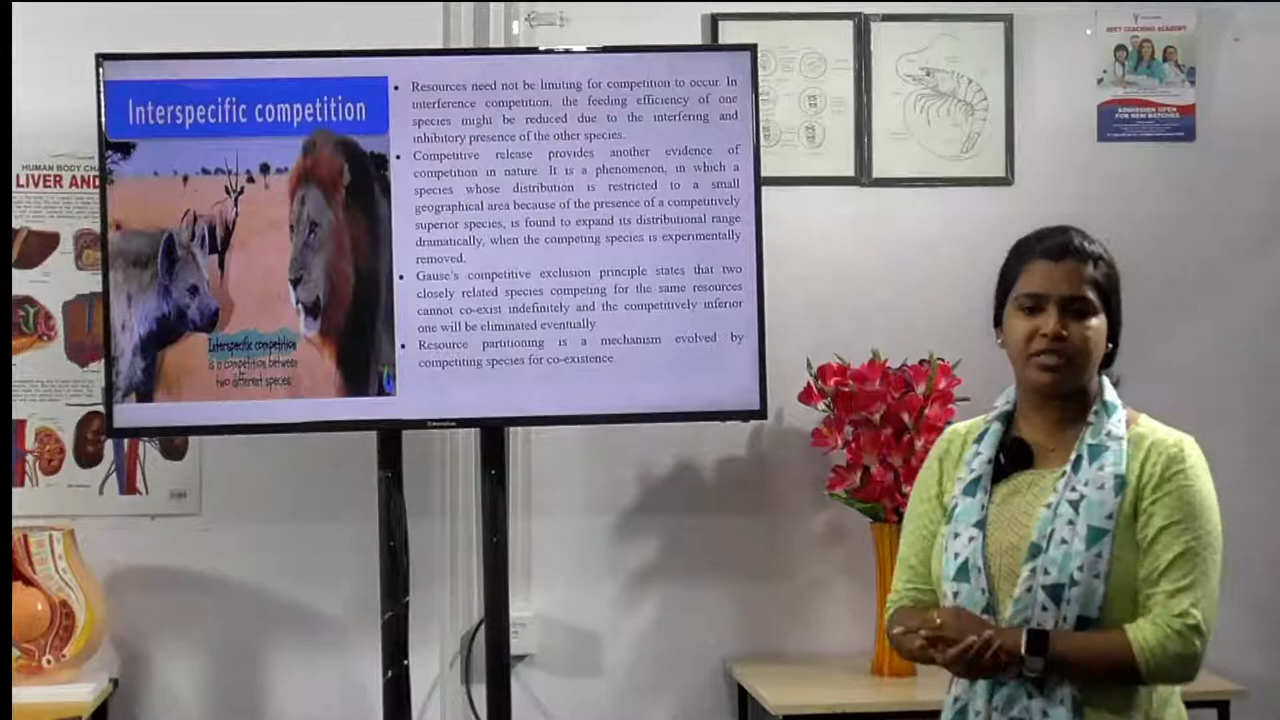 Interspecific competition
Interspecific competition
is a competition between
two different species
• Resources need not be limiting for competition to occur. In
interference competition, the feeding efficiency of one
species might be reduced due to the interfering and
inhibitory presence of the other species.
• Competitive release provides another evidence of
competition in nature. It is a phenomenon, in which a
species whose distribution is restricted to a small
geographical area because of the presence of a competitively
superior species, is found to expand its distributional range
dramatically, when the competing species is experimentally
removed.
• Gause's competitive exclusion principle states that two
closely related species competing for the same resources
cannot co-exist indefinitely and the competitively inferior
one will be eliminated eventually.
• Resource partitioning is a mechanism evolved by
competiting species for co-existence.
HUMAN BODY CHA
LIVER AND
NEET COACHING ACADEMY
ADMISSION OPEN
FOR NEW BATCHES